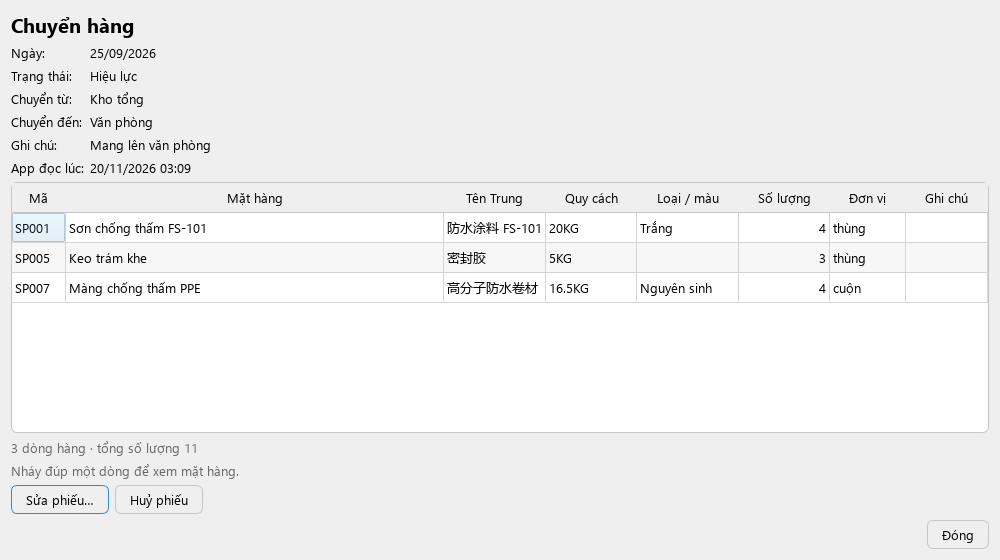 Chuyển hàng
Ngày: 25/09/2026
Trạng thái: Hiệu lực
Chuyển từ: Kho tổng
Chuyển đến: Văn phòng
Ghi chú: Mang lên văn phòng
App đọc lúc: 20/11/2026 03:09
Mã Mặt hàng Tên Trung Quy cách Loại / màu Số lượng Đơn vị Ghi chú
SP001 Sơn chống thấm FS-101 防水涂料 FS-101 20KG Trắng 4 thùng
SP005 Keo trám khe 密封胶 5KG 3 thùng
SP007 Màng chống thấm PPE 高分子防水卷材 16.5KG Nguyên sinh 4 cuộn
3 dòng hàng · tổng số lượng 11
Nháy đúp một dòng để xem mặt hàng.
Sửa phiếu... Huỷ phiếu
Đóng